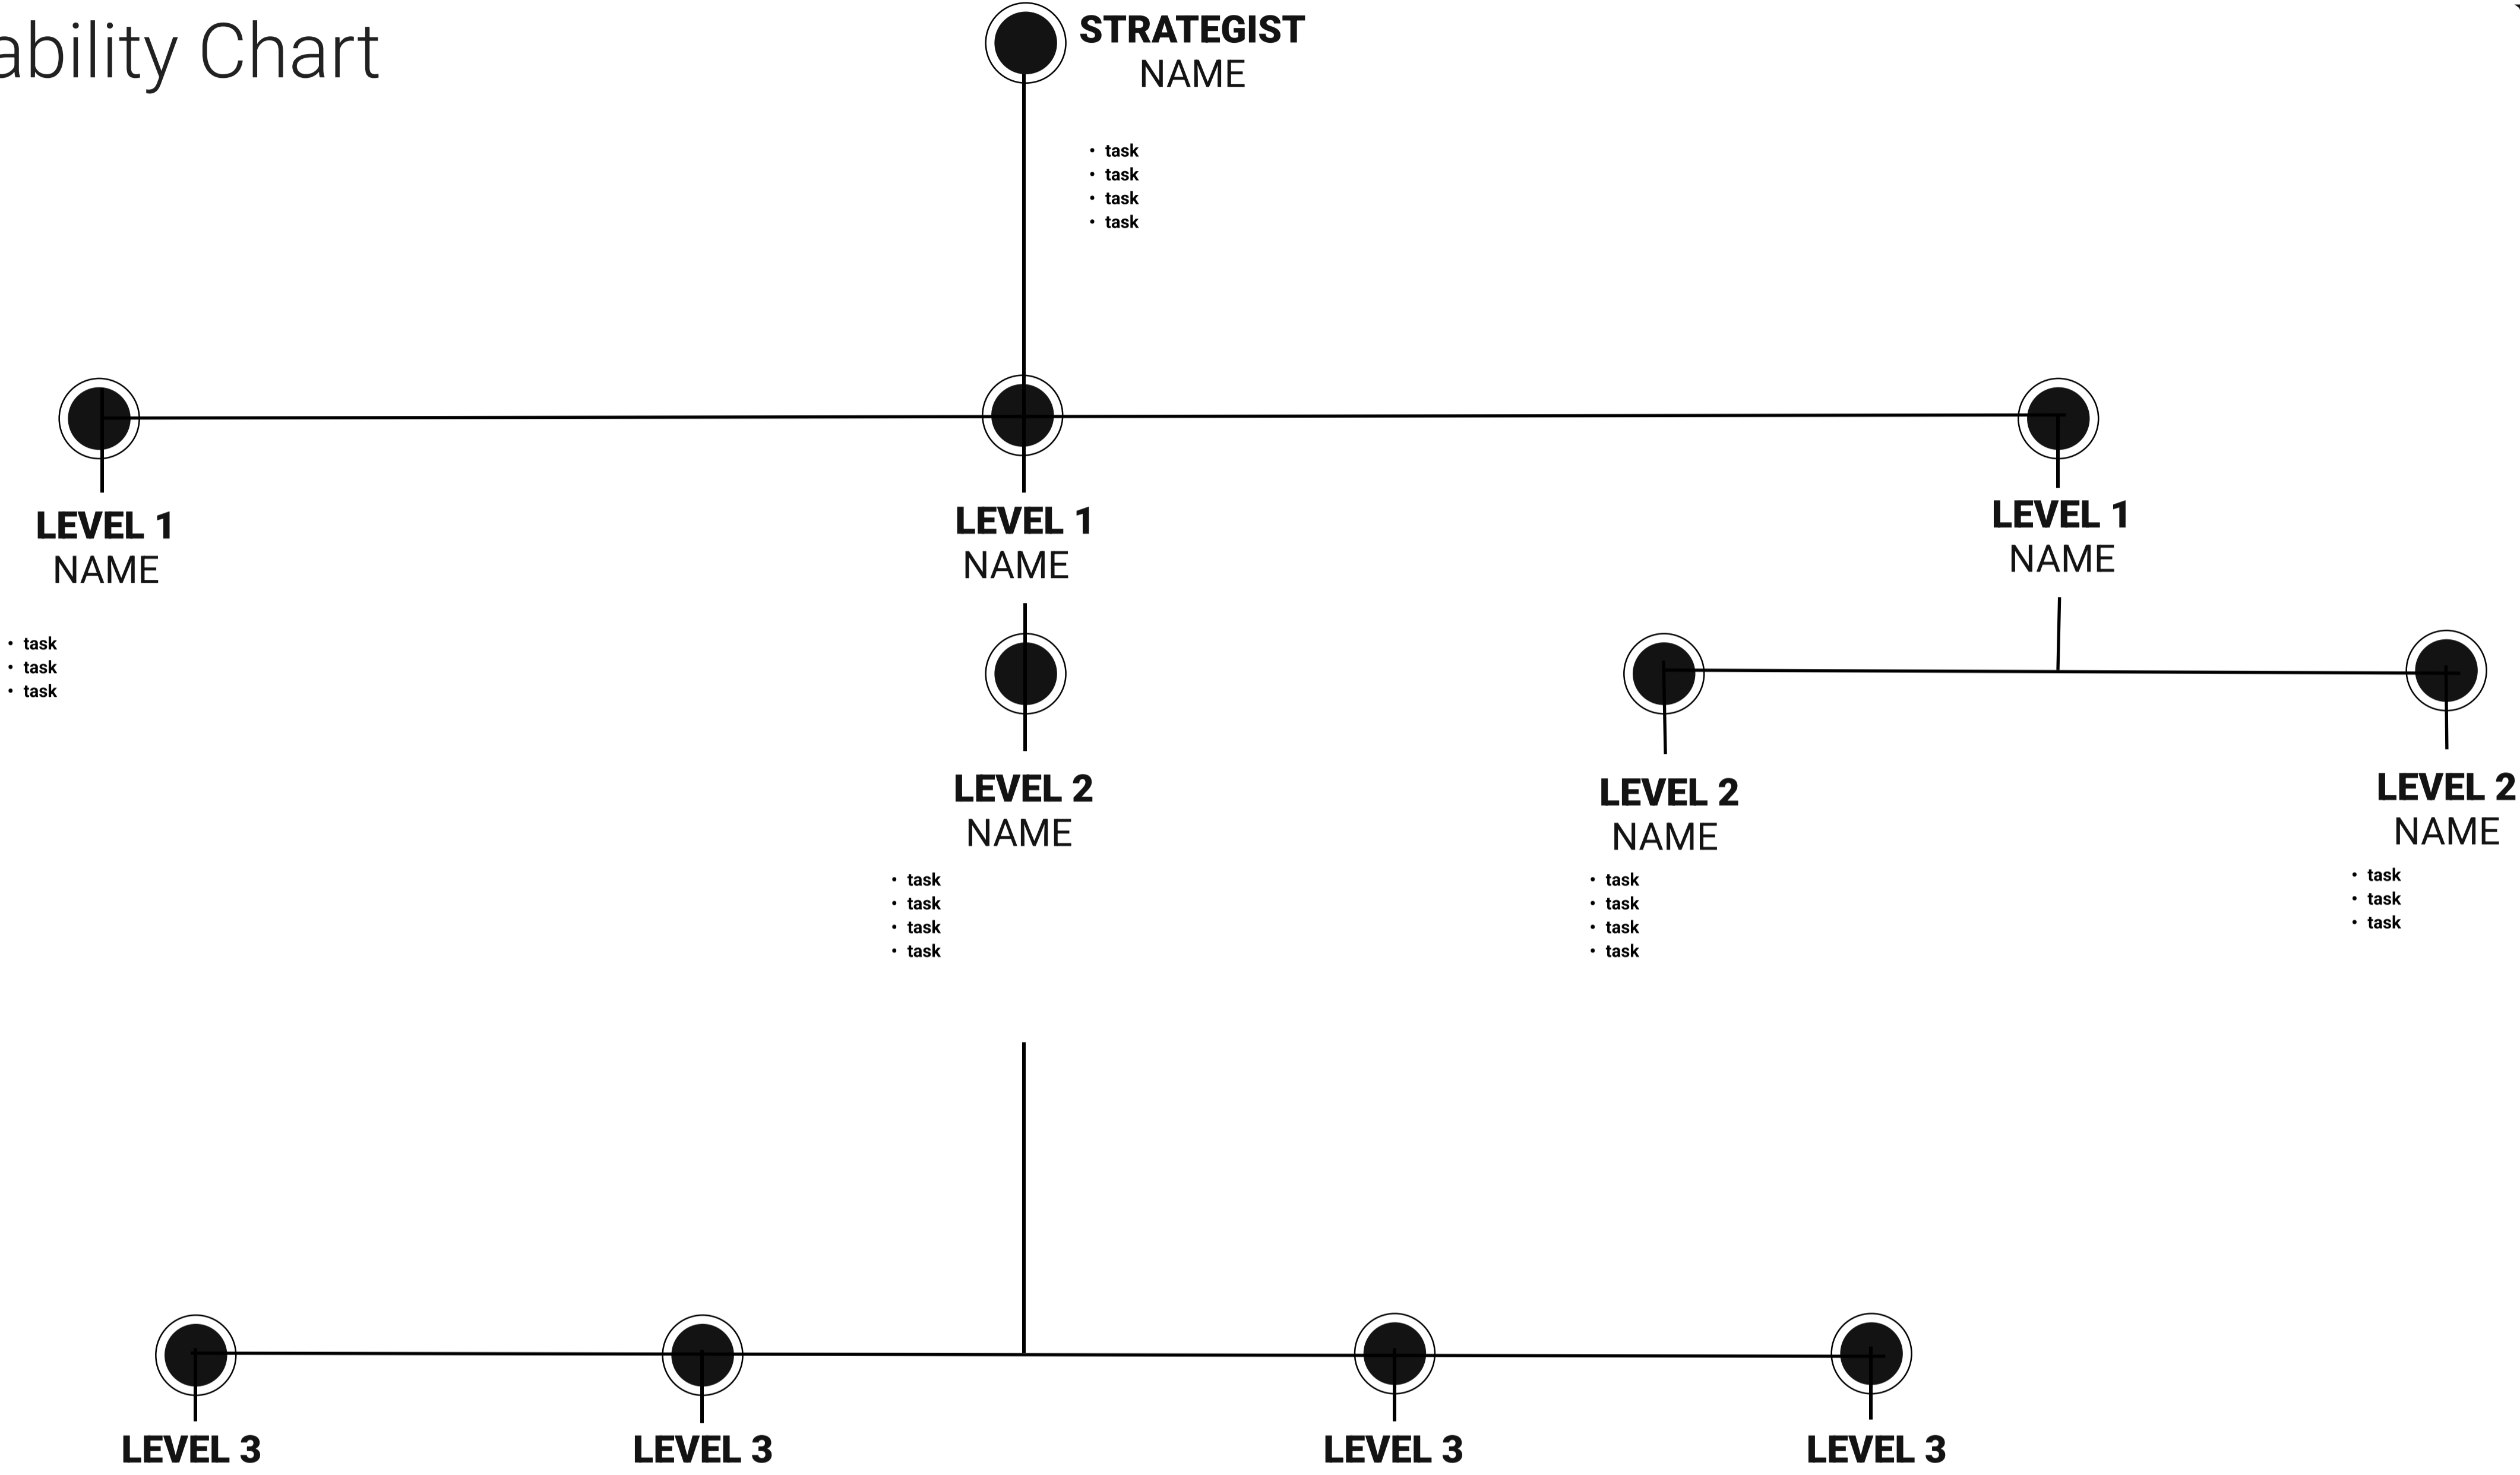 ability Chart
STRATEGIST
NAME
• task
• task
• task
• task
LEVEL 1
NAME
• task
• task
• task
LEVEL 1
NAME
LEVEL 1
NAME
LEVEL 2
NAME
• task
• task
• task
• task
LEVEL 2
NAME
• task
• task
• task
• task
LEVEL 2
NAME
• task
• task
• task
LEVEL 3
LEVEL 3
LEVEL 3
LEVEL 3